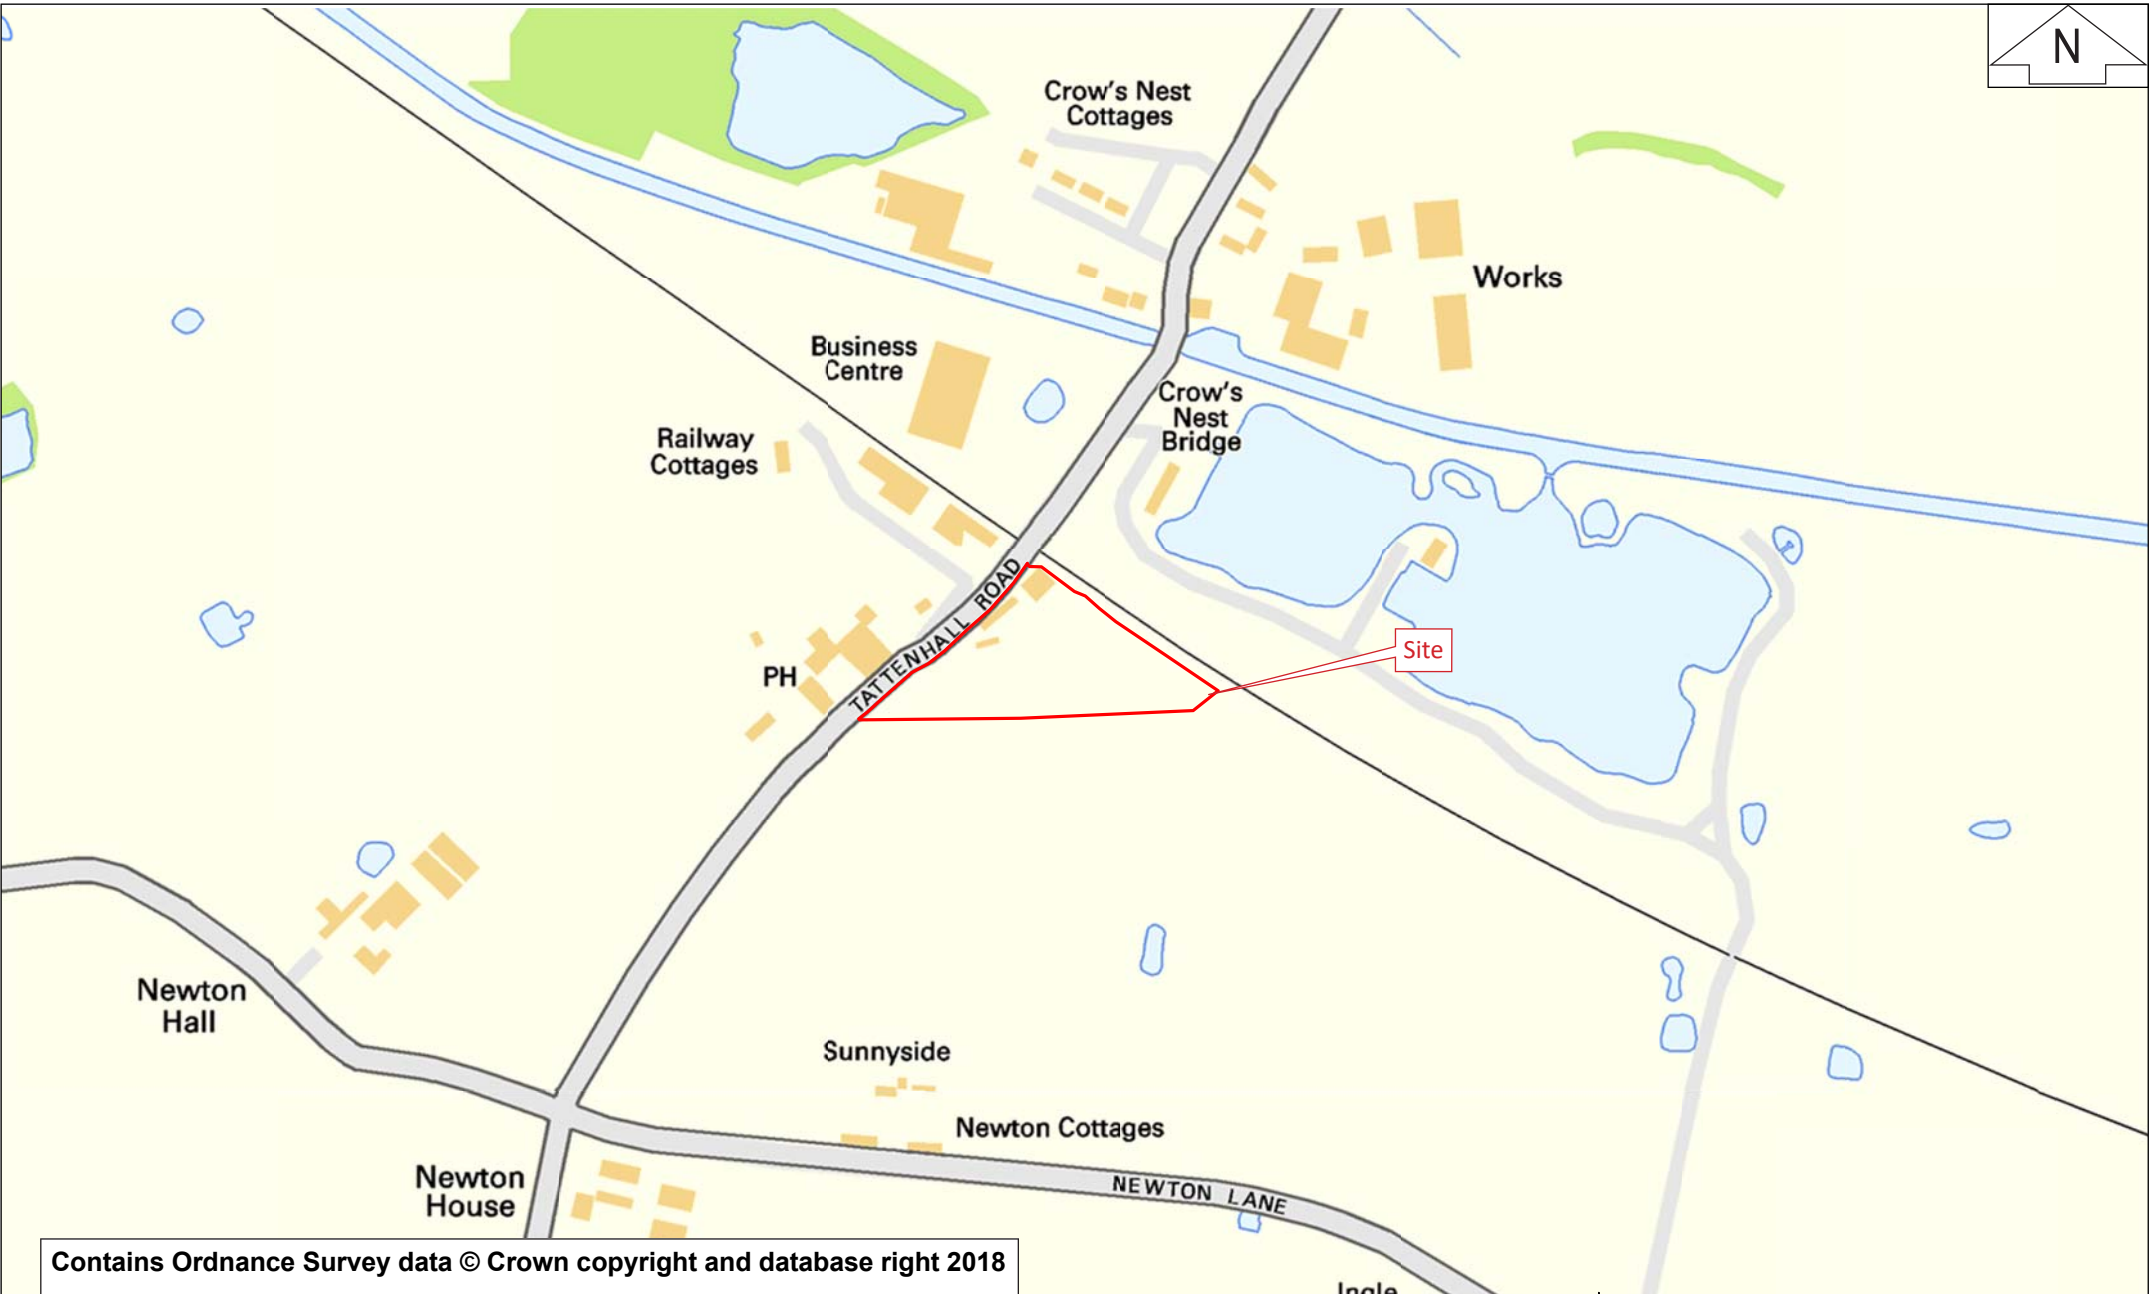 N
Crow's Nest
Cottages
Works
Business
Centre
Crow's
Nest
Bridge
Railway
Cottages
TATTENHALL ROAD
Site
PH
Newton
Hall
Sunnyside
Newton Cottages
Newton
House
NEWTON LANE
Contains Ordnance Survey data © Crown copyright and database right 2018
Ingle